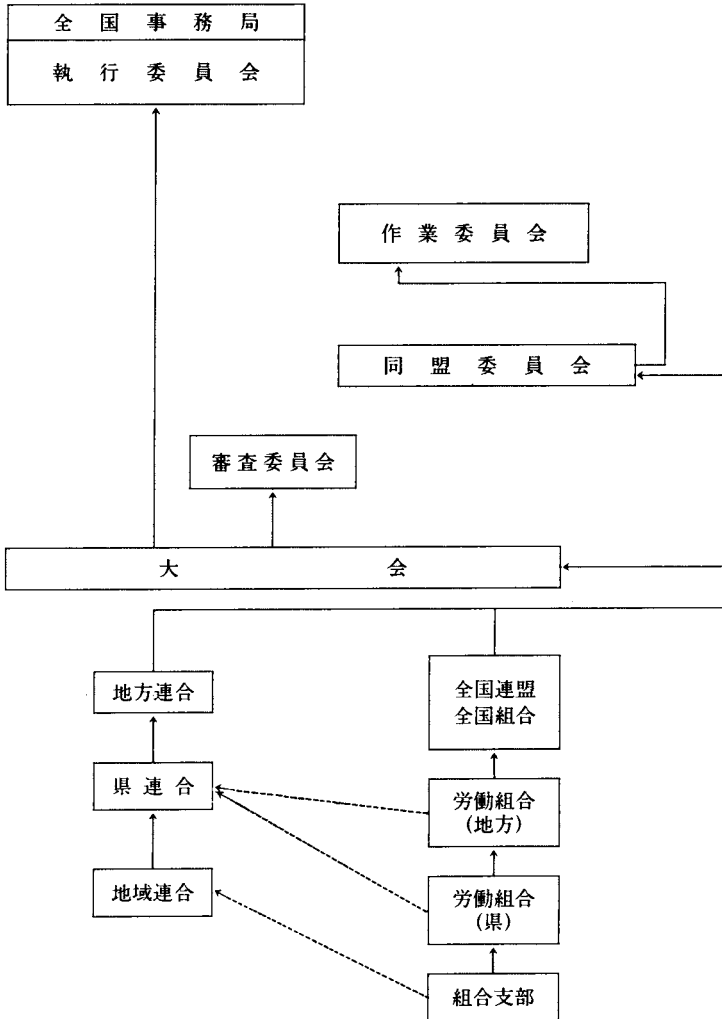 全国事務局
執行委員会
作業委員会
同盟委員会
審査委員会
大会
地方連合
全国連盟
全国組合
県連合
労働組合
(地方)
地域連合
労働組合
(県)
組合支部